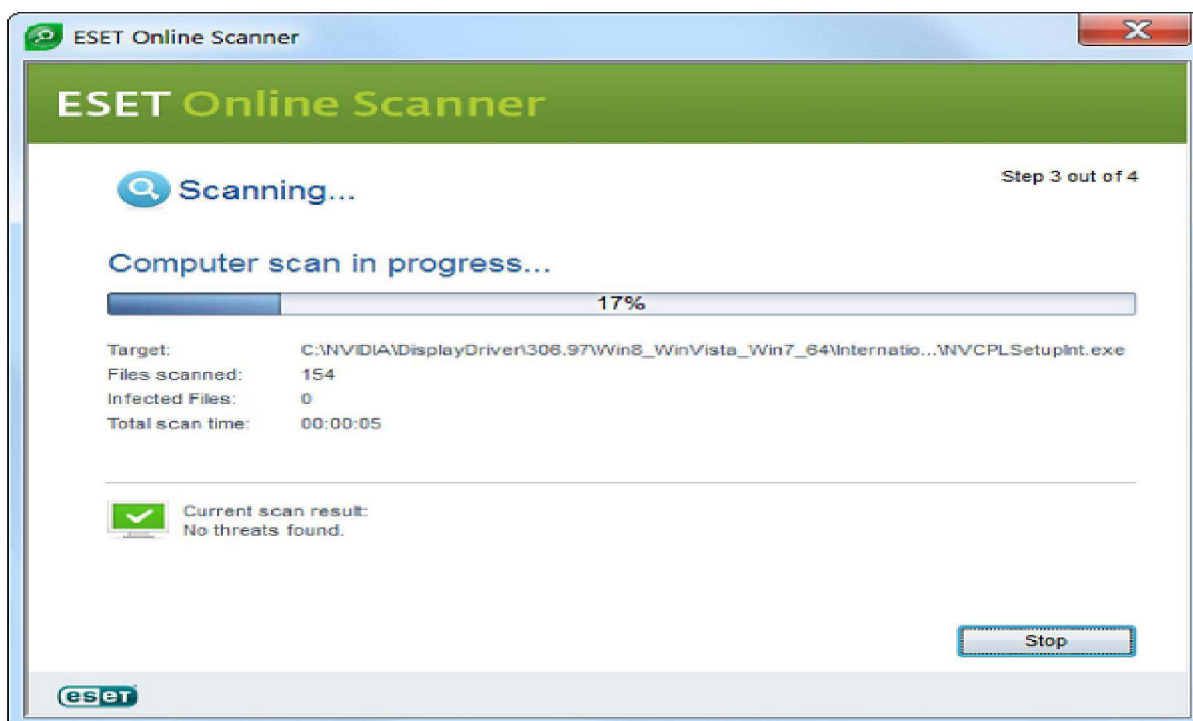 ESET Online Scanner
ESET Online Scanner
Scanning...
Step 3 out of 4
Computer scan in progress...
17%
Target: C:\NVIDIA\DisplayDriver\306.97\Win8_WinVista_Win7_64\Internatio...\NVCPLSetupInt.exe
Files scanned: 154
Infected Files: 0
Total scan time: 00:00:05
Current scan result:
No threats found.
Stop
eset